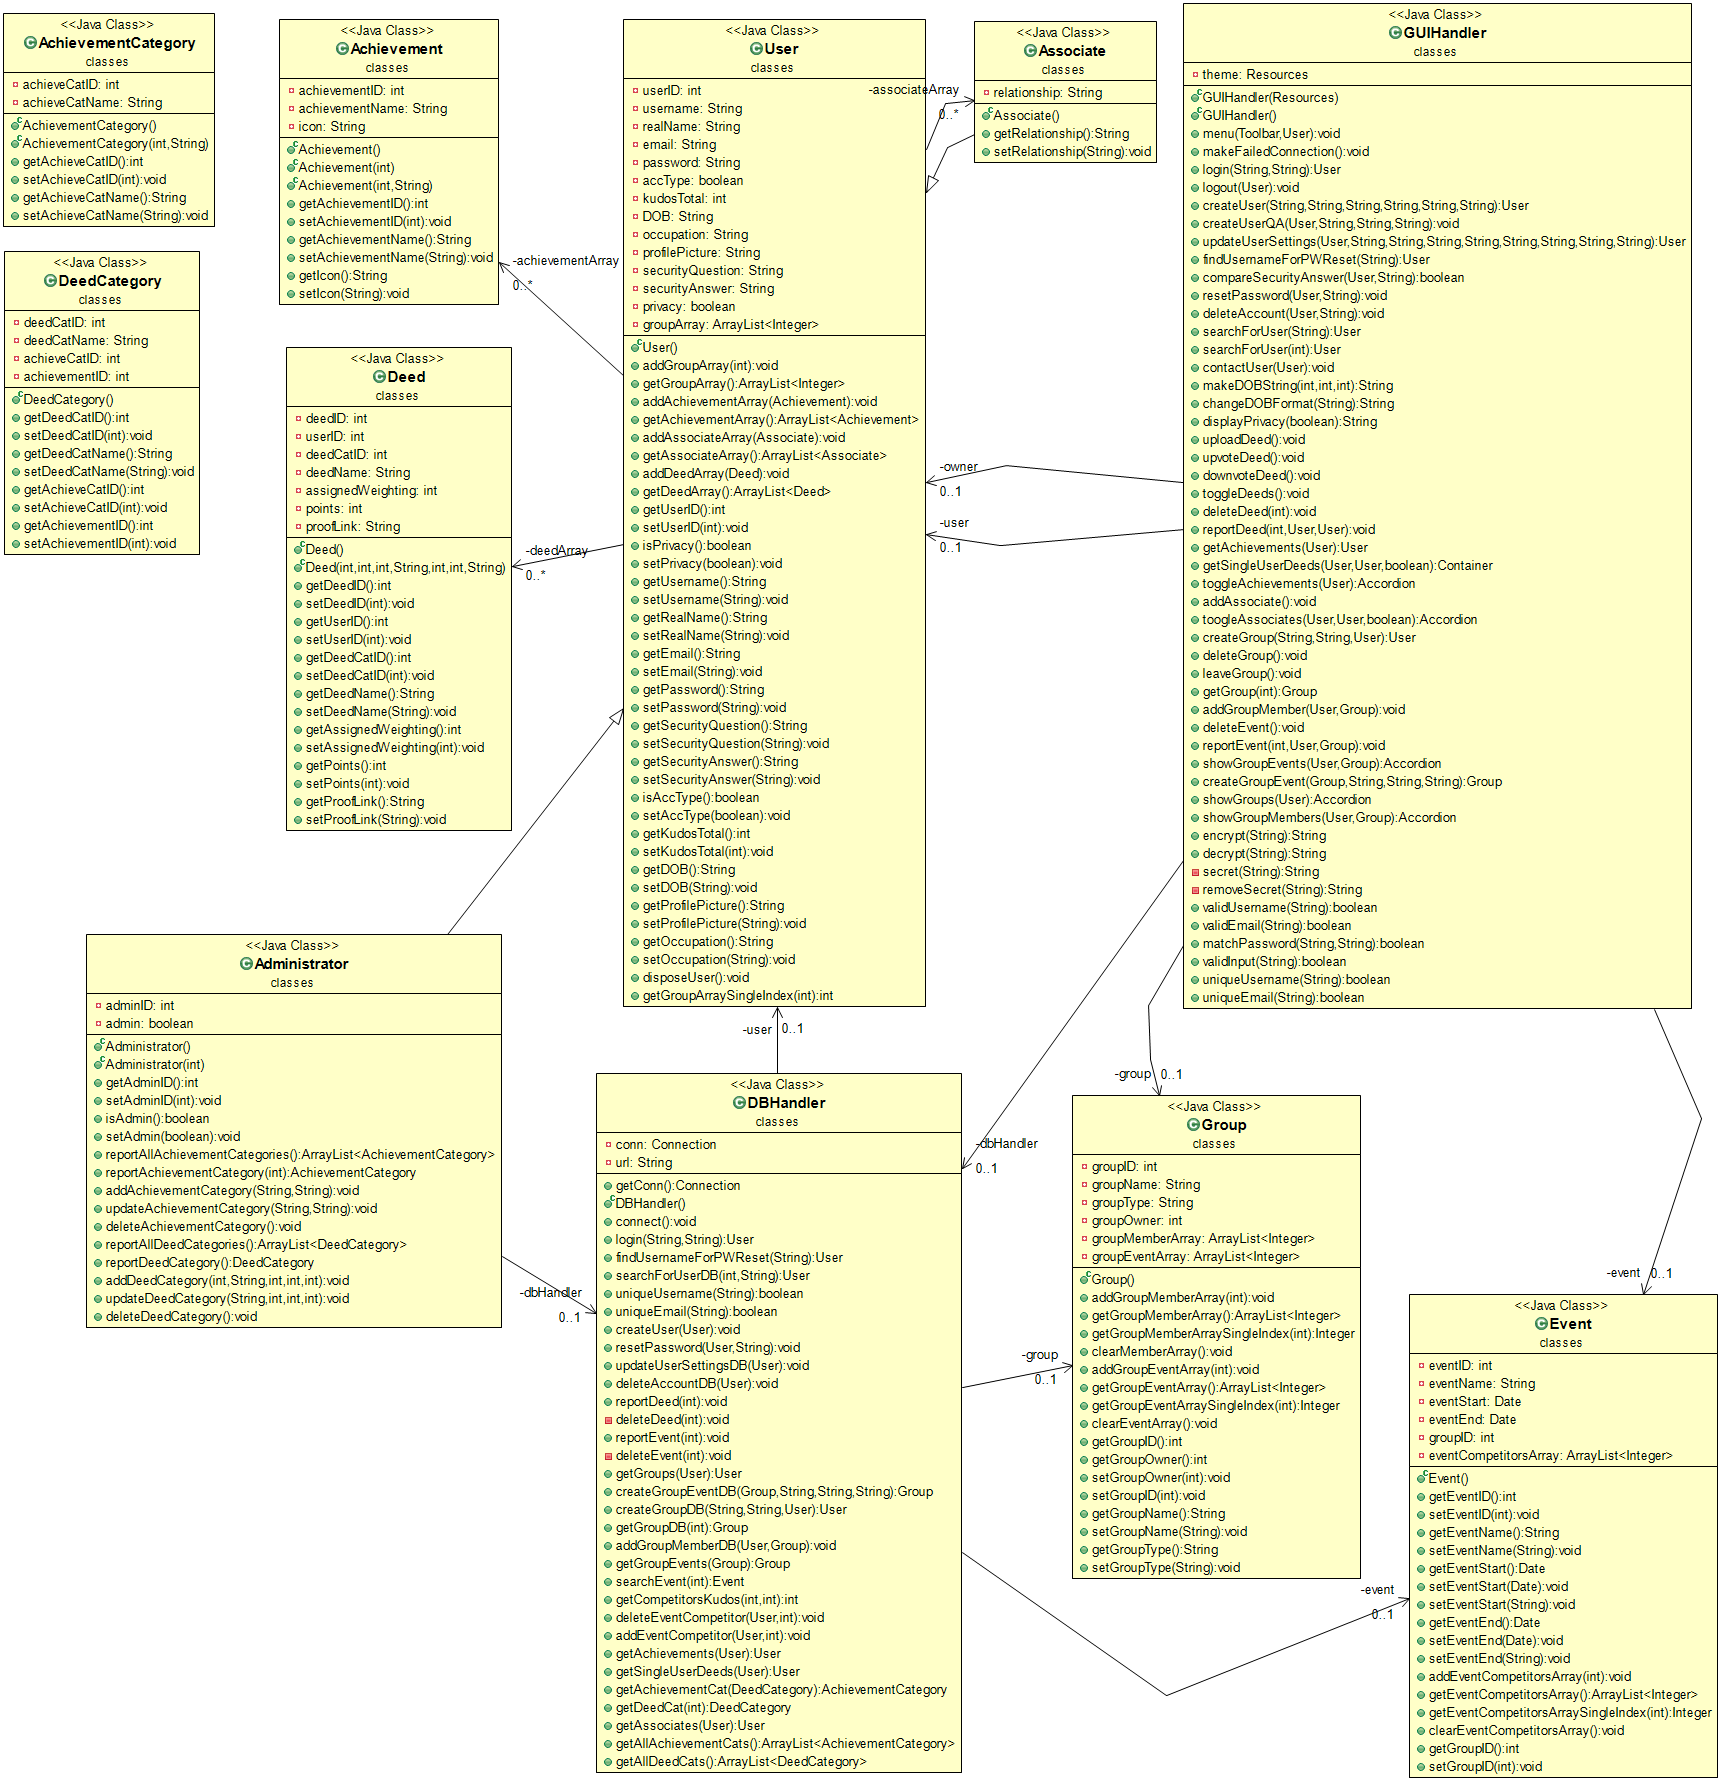 <<Java Class>>
AchievementCategory
classes
achieveCatID: int
achieveCatName: String
AchievementCategory()
AchievementCategory(int,String)
getAchieveCatID():int
setAchieveCatID(int):void
getAchieveCatName():String
setAchieveCatName(String):void
<<Java Class>>
DeedCategory
classes
deedCatID: int
deedCatName: String
achieveCatID: int
achievementID: int
DeedCategory()
getDeedCatID():int
setDeedCatID(int):void
getDeedCatName():String
setDeedCatName(String):void
getAchieveCatID():int
setAchieveCatID(int):void
getAchievementID():int
setAchievementID(int):void
<<Java Class>>
Achievement
classes
achievementID: int
achievementName: String
icon: String
Achievement()
Achievement(int)
Achievement(int,String)
getAchievementID():int
setAchievementID(int):void
getAchievementName():String
setAchievementName(String):void
getIcon():String
setIcon(String):void
-achievementArray
0..*
<<Java Class>>
Deed
classes
deedID: int
userID: int
deedCatID: int
deedName: String
assignedWeighting: int
points: int
proofLink: String
Deed()
Deed(int,int,int,String,int,int,String)
getDeedID():int
setDeedID(int):void
getUserID():int
setUserID(int):void
getDeedCatID():int
setDeedCatID(int):void
getDeedName():String
setDeedName(String):void
getAssignedWeighting():int
setAssignedWeighting(int):void
getPoints():int
setPoints(int):void
getProofLink():String
setProofLink(String):void
-deedArray
0..*
<<Java Class>>
User
classes
userID: int
username: String
realName: String
email: String
password: String
accType: boolean
kudosTotal: int
DOB: String
occupation: String
profilePicture: String
securityQuestion: String
securityAnswer: String
privacy: boolean
groupArray: ArrayList<Integer>
User()
addGroupArray(int):void
getGroupArray():ArrayList<Integer>
addAchievementArray(Achievement):void
getAchievementArray():ArrayList<Achievement>
addAssociateArray(Associate):void
getAssociateArray():ArrayList<Associate>
addDeedArray(Deed):void
getDeedArray():ArrayList<Deed>
getUserID():int
setUserID(int):void
isPrivacy():boolean
setPrivacy(boolean):void
getUsername():String
setUsername(String):void
getRealName():String
setRealName(String):void
getEmail():String
setEmail(String):void
getPassword():String
setPassword(String):void
getSecurityQuestion():String
setSecurityQuestion(String):void
getSecurityAnswer():String
setSecurityAnswer(String):void
isAccType():boolean
setAccType(boolean):void
getKudosTotal():int
setKudosTotal(int):void
getDOB():String
setDOB(String):void
getProfilePicture():String
setProfilePicture(String):void
getOccupation():String
setOccupation(String):void
disposeUser():void
getGroupArraySingleIndex(int):int
-associateArray
0..*
<<Java Class>>
Associate
classes
relationship: String
Associate()
getRelationship():String
setRelationship(String):void
-owner
0..1
-user
0..1
<<Java Class>>
GUIHandler
classes
theme: Resources
GUIHandler(Resources)
GUIHandler()
menu(Toolbar,User):void
makeFailedConnection():void
login(String,String):User
logout(User):void
createUser(String,String,String,String,String,String):User
createUserQA(User,String,String,String):void
updateUserSettings(User,String,String,String,String,String,String,String,String):User
findUsernameForPWReset(String):User
compareSecurityAnswer(User,String):boolean
resetPassword(User,String):void
deleteAccount(User,String):void
searchForUser(String):User
searchForUser(int):User
contactUser(User):void
makeDOBString(int,int,int):String
changeDOBFormat(String):String
displayPrivacy(boolean):String
uploadDeed():void
upvoteDeed():void
downvoteDeed():void
toggleDeeds():void
deleteDeed(int):void
reportDeed(int,User,User):void
getAchievements(User):User
getSingleUserDeeds(User,User,boolean):Container
toggleAchievements(User):Accordion
addAssociate():void
toogleAssociates(User,User,boolean):Accordion
createGroup(String,String,User):User
deleteGroup():void
leaveGroup():void
getGroup(int):Group
addGroupMember(User,Group):void
deleteEvent():void
reportEvent(int,User,Group):void
showGroupEvents(User,Group):Accordion
createGroupEvent(Group,String,String,String):Group
showGroups(User):Accordion
showGroupMembers(User,Group):Accordion
encrypt(String):String
decrypt(String):String
secret(String):String
removeSecret(String):String
validUsername(String):boolean
validEmail(String):boolean
matchPassword(String,String):boolean
validInput(String):boolean
uniqueUsername(String):boolean
uniqueEmail(String):boolean
<<Java Class>>
Administrator
classes
adminID: int
admin: boolean
Administrator()
Administrator(int)
getAdminID():int
setAdminID(int):void
isAdmin():boolean
setAdmin(boolean):void
reportAllAchievementCategories():ArrayList<AchievementCategory>
reportAchievementCategory(int):AchievementCategory
addAchievementCategory(String,String):void
updateAchievementCategory(String,String):void
deleteAchievementCategory():void
reportAllDeedCategories():ArrayList<DeedCategory>
reportDeedCategory():DeedCategory
addDeedCategory(int,String,int,int,int):void
updateDeedCategory(String,int,int,int):void
deleteDeedCategory():void
-dbHandler
0..1
-user 0..1
<<Java Class>>
DBHandler
classes
conn: Connection
url: String
getConn():Connection
DBHandler()
connect():void
login(String,String):User
findUsernameForPWReset(String):User
searchForUserDB(int,String):User
uniqueUsername(String):boolean
uniqueEmail(String):boolean
createUser(User):void
resetPassword(User,String):void
updateUserSettingsDB(User):void
deleteAccountDB(User):void
reportDeed(int):void
deleteDeed(int):void
reportEvent(int):void
deleteEvent(int):void
getGroups(User):User
createGroupEventDB(Group,String,String,String):Group
createGroupDB(String,String,User):User
getGroupDB(int):Group
addGroupMemberDB(User,Group):void
getGroupEvents(Group):Group
searchEvent(int):Event
getCompetitorsKudos(int,int):int
deleteEventCompetitor(User,int):void
addEventCompetitor(User,int):void
getAchievements(User):User
getSingleUserDeeds(User):User
getAchievementCat(DeedCategory):AchievementCategory
getDeedCat(int):DeedCategory
getAssociates(User):User
getAllAchievementCats():ArrayList<AchievementCategory>
getAllDeedCats():ArrayList<DeedCategory>
-dbHandler
0..1
-group 0..1
-group
0..1
<<Java Class>>
Group
classes
groupID: int
groupName: String
groupType: String
groupOwner: int
groupMemberArray: ArrayList<Integer>
groupEventArray: ArrayList<Integer>
Group()
addGroupMemberArray(int):void
getGroupMemberArray():ArrayList<Integer>
getGroupMemberArraySingleIndex(int):Integer
clearMemberArray():void
addGroupEventArray(int):void
getGroupEventArray():ArrayList<Integer>
getGroupEventArraySingleIndex(int):Integer
clearEventArray():void
getGroupID():int
getGroupOwner():int
setGroupOwner(int):void
setGroupID(int):void
getGroupName():String
setGroupName(String):void
getGroupType():String
setGroupType(String):void
-event 0..1
-event
0..1
<<Java Class>>
Event
classes
eventID: int
eventName: String
eventStart: Date
eventEnd: Date
groupID: int
eventCompetitorsArray: ArrayList<Integer>
Event()
getEventID():int
setEventID(int):void
getEventName():String
setEventName(String):void
getEventStart():Date
setEventStart(Date):void
setEventStart(String):void
getEventEnd():Date
setEventEnd(Date):void
setEventEnd(String):void
addEventCompetitorsArray(int):void
getEventCompetitorsArray():ArrayList<Integer>
getEventCompetitorsArraySingleIndex(int):Integer
clearEventCompetitorsArray():void
getGroupID():int
setGroupID(int):void